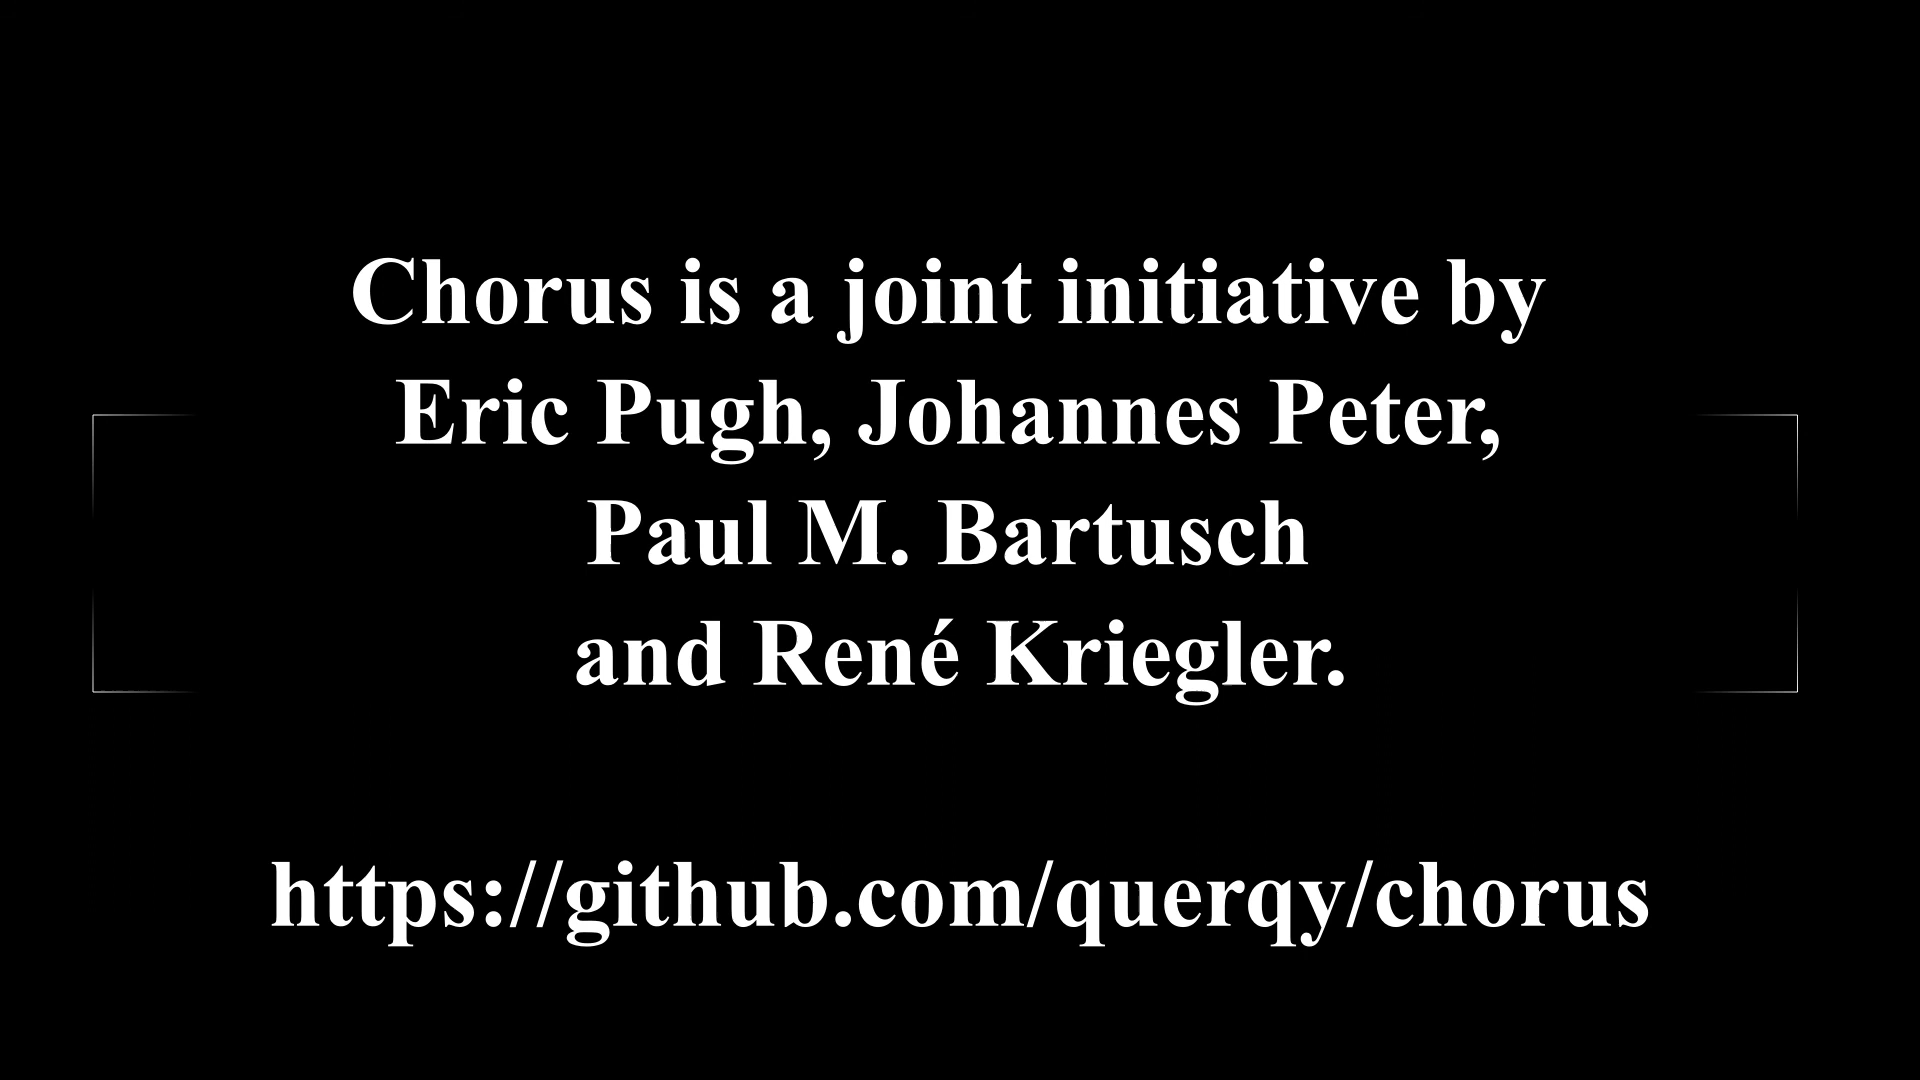 Chorus is a joint initiative by
Eric Pugh, Johannes Peter,
Paul M. Bartusch
and René Kriegler.
https://github.com/querqy/chorus